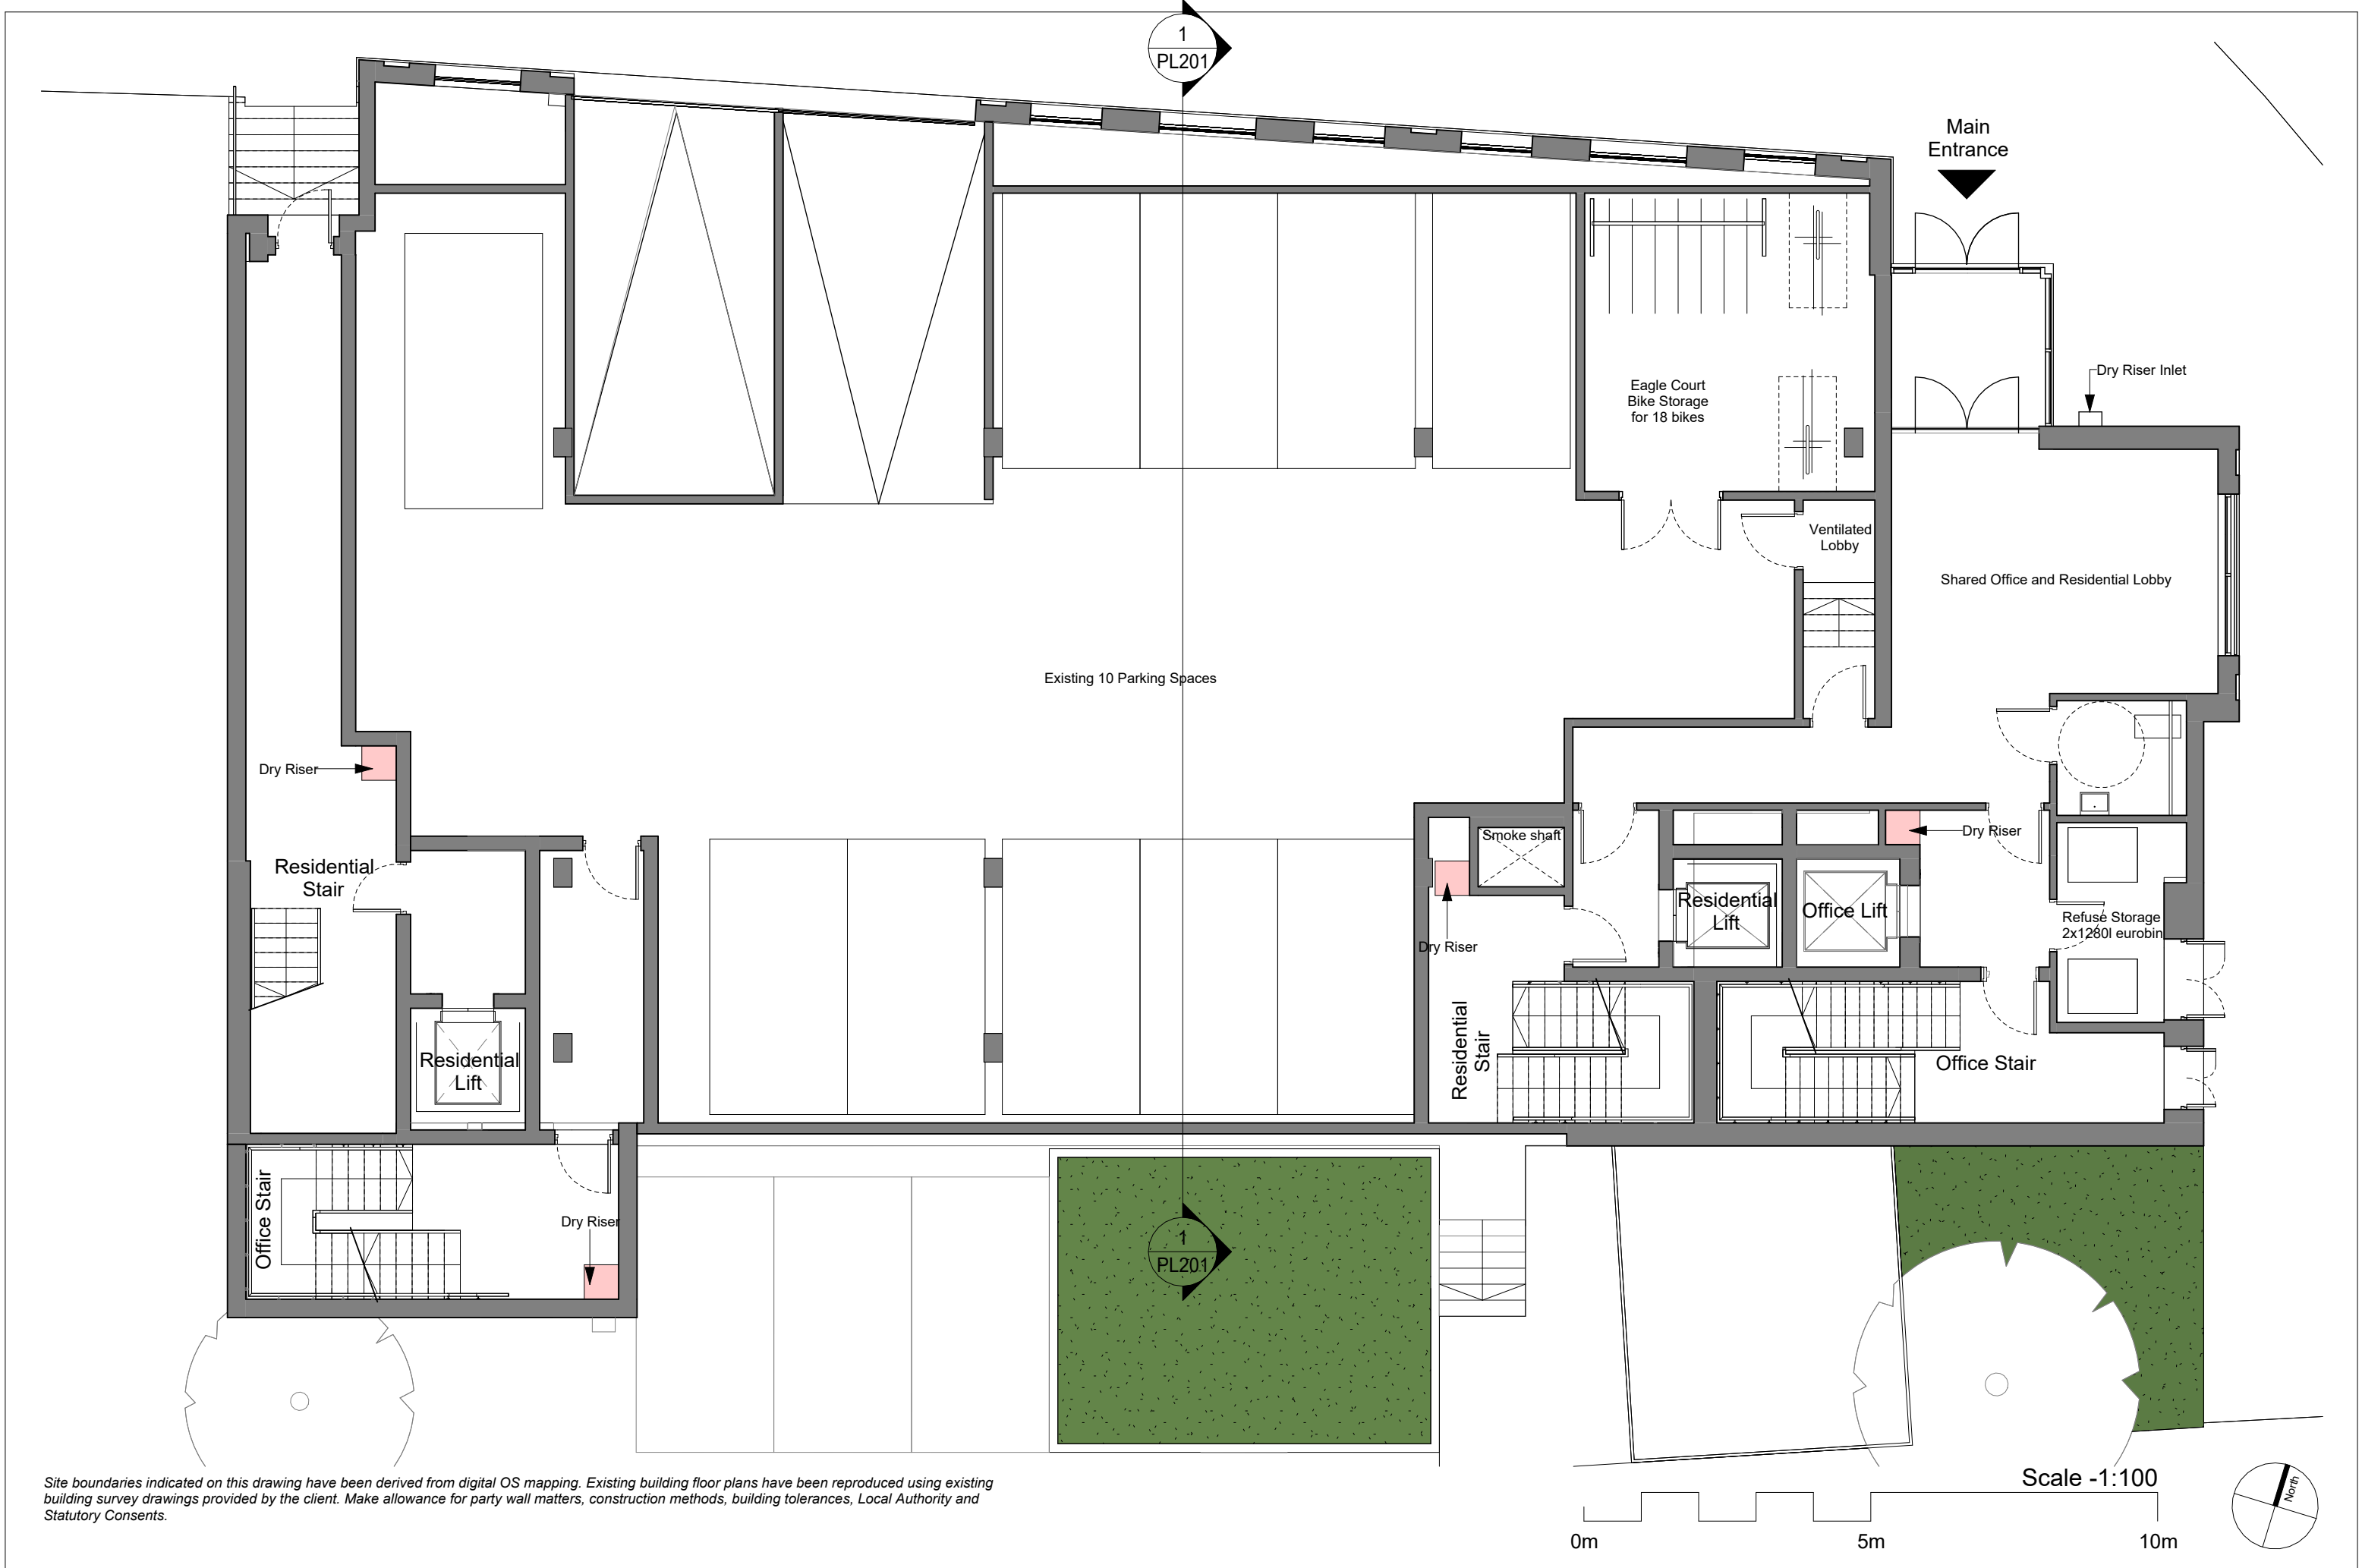 1
PL201
Main
Entrance
Dry Riser Inlet
Eagle Court
Bike Storage
for 18 bikes
Ventilated
Lobby
Shared Office and Residential Lobby
Existing 10 Parking Spaces
Dry Riser
Smoke shaft
Dry Riser
Residential
Stair
Residential
Lift
Office Lift
Refuse Storage
2x1280l eurobin
Dry Riser
Residential
Stair
Residential
Lift
Office Stair
Office Stair
Dry Riser
1
PL201
Site boundaries indicated on this drawing have been derived from digital OS mapping. Existing building floor plans have been reproduced using existing
building survey drawings provided by the client. Make allowance for party wall matters, construction methods, building tolerances, Local Authority and
Statutory Consents.
Scale -1:100
0m
5m
10m
North